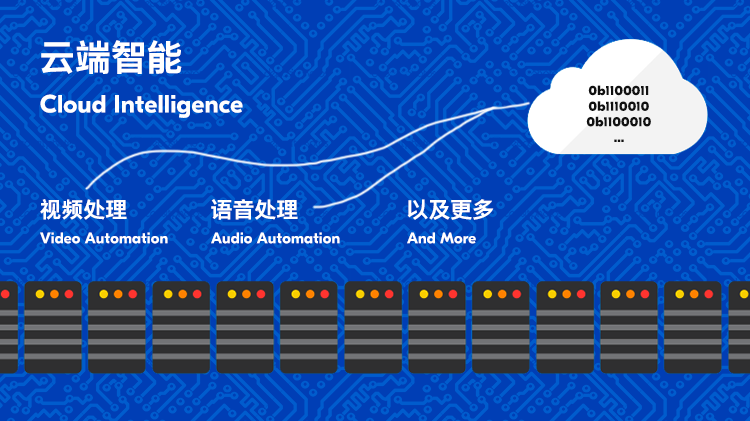 云端智能
Cloud Intelligence
0b1100011
0b1110010
0b1100010
...
视频处理
Video Automation
语音处理
Audio Automation
以及更多
And More